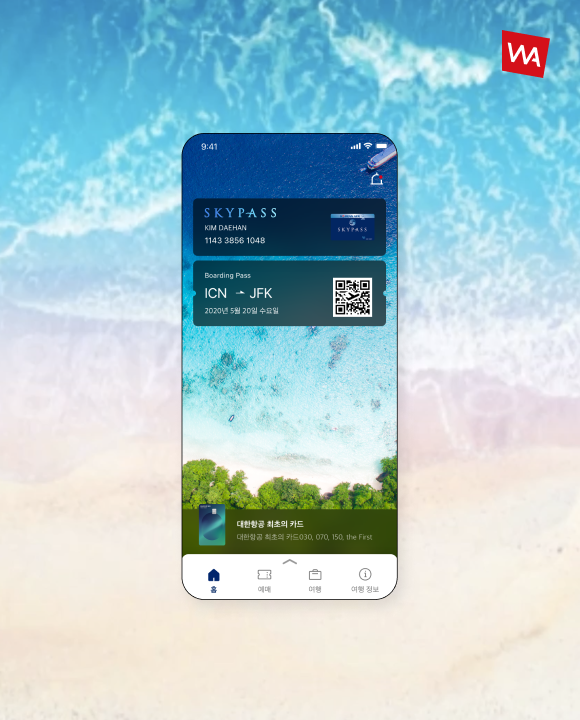 WA
9:41
SKYPASS
KIM DAEHAN
1143 3856 1048
SKYPASS
Boarding Pass
ICN JFK
2020년 5월 20일 수요일
대한항공 최초의 카드
대한항공 최초의 카드030, 070, 150, the First
홈 예매 여행 여행 정보